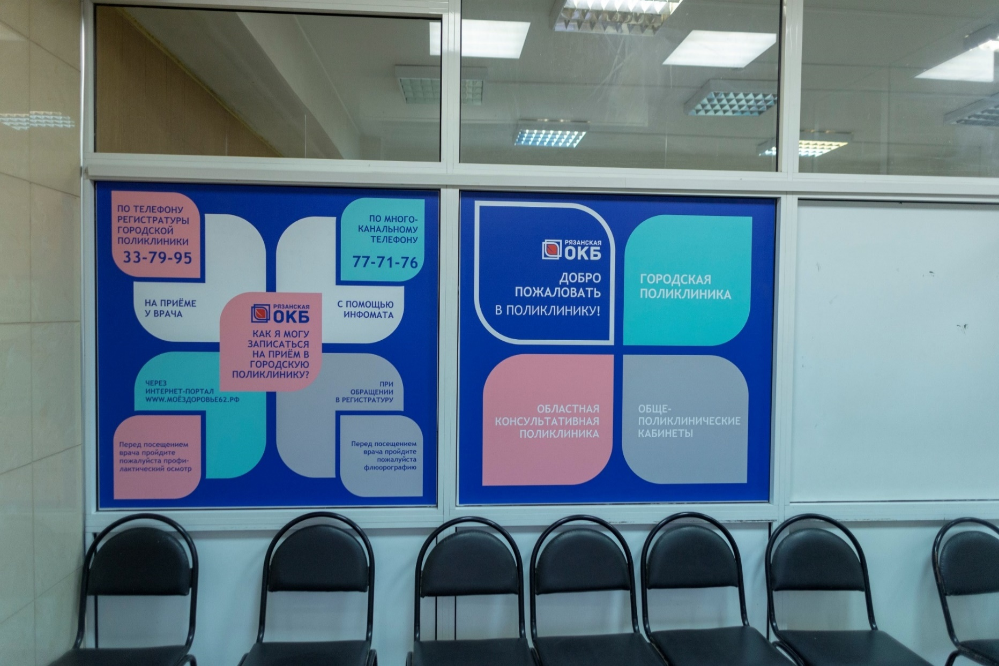 ПО ТЕЛЕФОНУ
РЕГИСТРАТУРЫ
ГОРОДСКОЙ
ПОЛИКЛИНИКИ
33-79-95
ПО МНОГО-
КАНАЛЬНОМУ
ТЕЛЕФОНУ
77-71-76
НА ПРИЁМЕ
У ВРАЧА
С ПОМОЩЬЮ
ИНФОМАТА
РЯЗАНСКАЯ
ОКБ
КАК Я МОГУ
ЗАПИСАТЬСЯ
НА ПРИЁМ В
ГОРОДСКУЮ
ПОЛИКЛИНИКУ?
ЧЕРЕЗ
ИНТЕРНЕТ-ПОРТАЛ
WWW.МОЁЗДОРОВЬЕ62.РФ
ПРИ
ОБРАЩЕНИИ
В РЕГИСТРАТУРУ
Перед посещением
врача пройдите
пожалуйста профи-
лактический осмотр
Перед посещением
врача пройдите
пожалуйста
флюорографию
РЯЗАНСКАЯ
ОКБ
ДОБРО
ПОЖАЛОВАТЬ
В ПОЛИКЛИНИКУ!
ГОРОДСКАЯ
ПОЛИКЛИНИКА
ОБЛАСТНАЯ
КОНСУЛЬТАТИВНАЯ
ПОЛИКЛИНИКА
ОБЩЕ-
ПОЛИКЛИНИЧЕСКИЕ
КАБИНЕТЫ